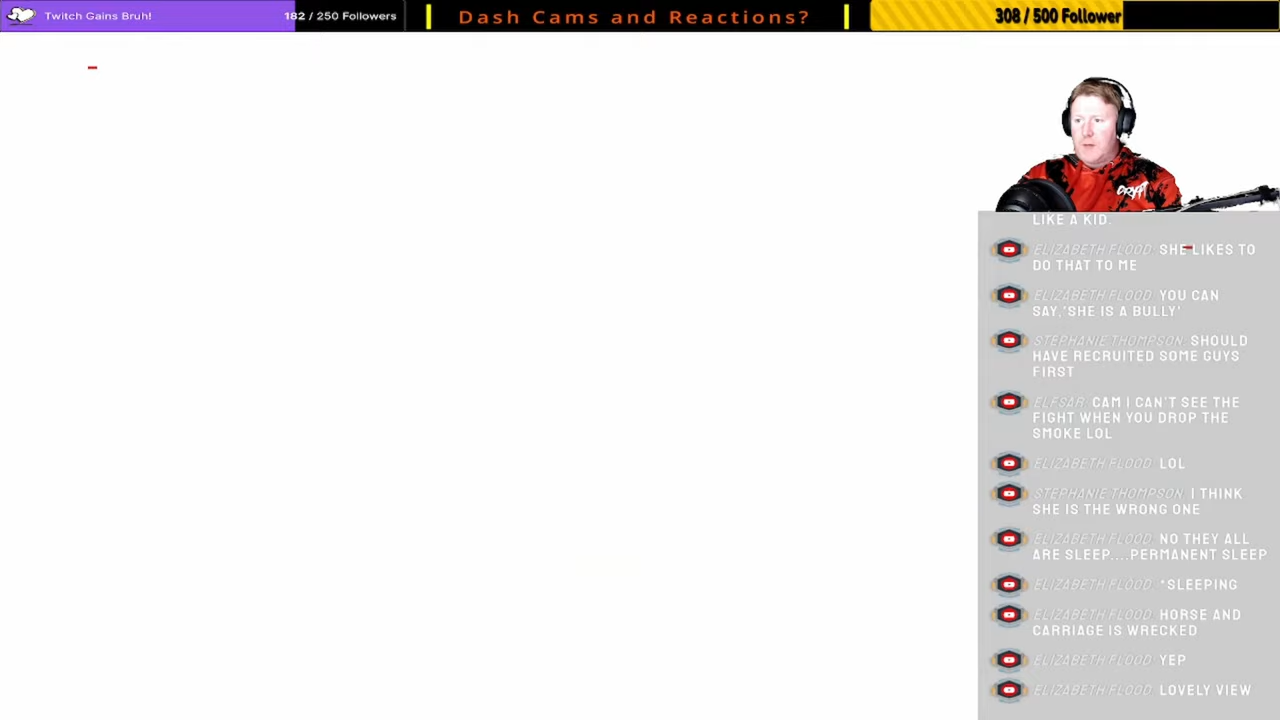 Twitch Gains Bruh!
182 / 250 Followers
Dash Cams and Reactions?
308 / 500 Follower
CRYPT
LIKE A KID.
ELIZABETH FLOOD: SHE LIKES TO
DO THAT TO ME
ELIZABETH FLOOD: YOU CAN
SAY,'SHE IS A BULLY'
STEPHANIE THOMPSON: SHOULD
HAVE RECRUITED SOME GUYS
FIRST
ELFSAR: CAM I CAN'T SEE THE
FIGHT WHEN YOU DROP THE
SMOKE LOL
ELIZABETH FLOOD: LOL
STEPHANIE THOMPSON: I THINK
SHE IS THE WRONG ONE
ELIZABETH FLOOD: NO THEY ALL
ARE SLEEP....PERMANENT SLEEP
ELIZABETH FLOOD: *SLEEPING
ELIZABETH FLOOD: HORSE AND
CARRIAGE IS WRECKED
ELIZABETH FLOOD: YEP
ELIZABETH FLOOD: LOVELY VIEW